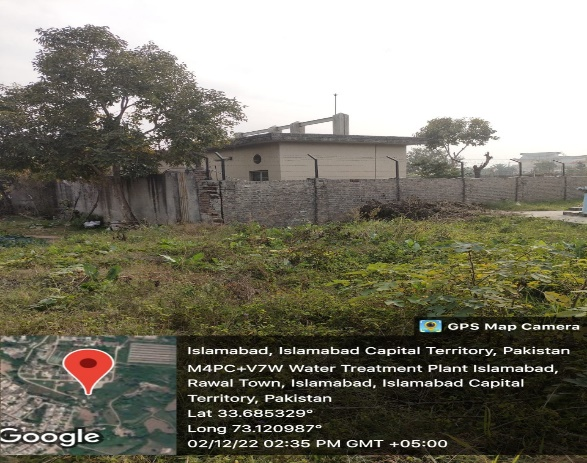 GPS Map Camera
Islamabad, Islamabad Capital Territory, Pakistan
M4PC+V7W Water Treatment Plant Islamabad,
Rawal Town, Islamabad, Islamabad Capital
Territory, Pakistan
Lat 33.685329°
Long 73.120987°
02/12/22 02:35 PM GMT +05:00
Google